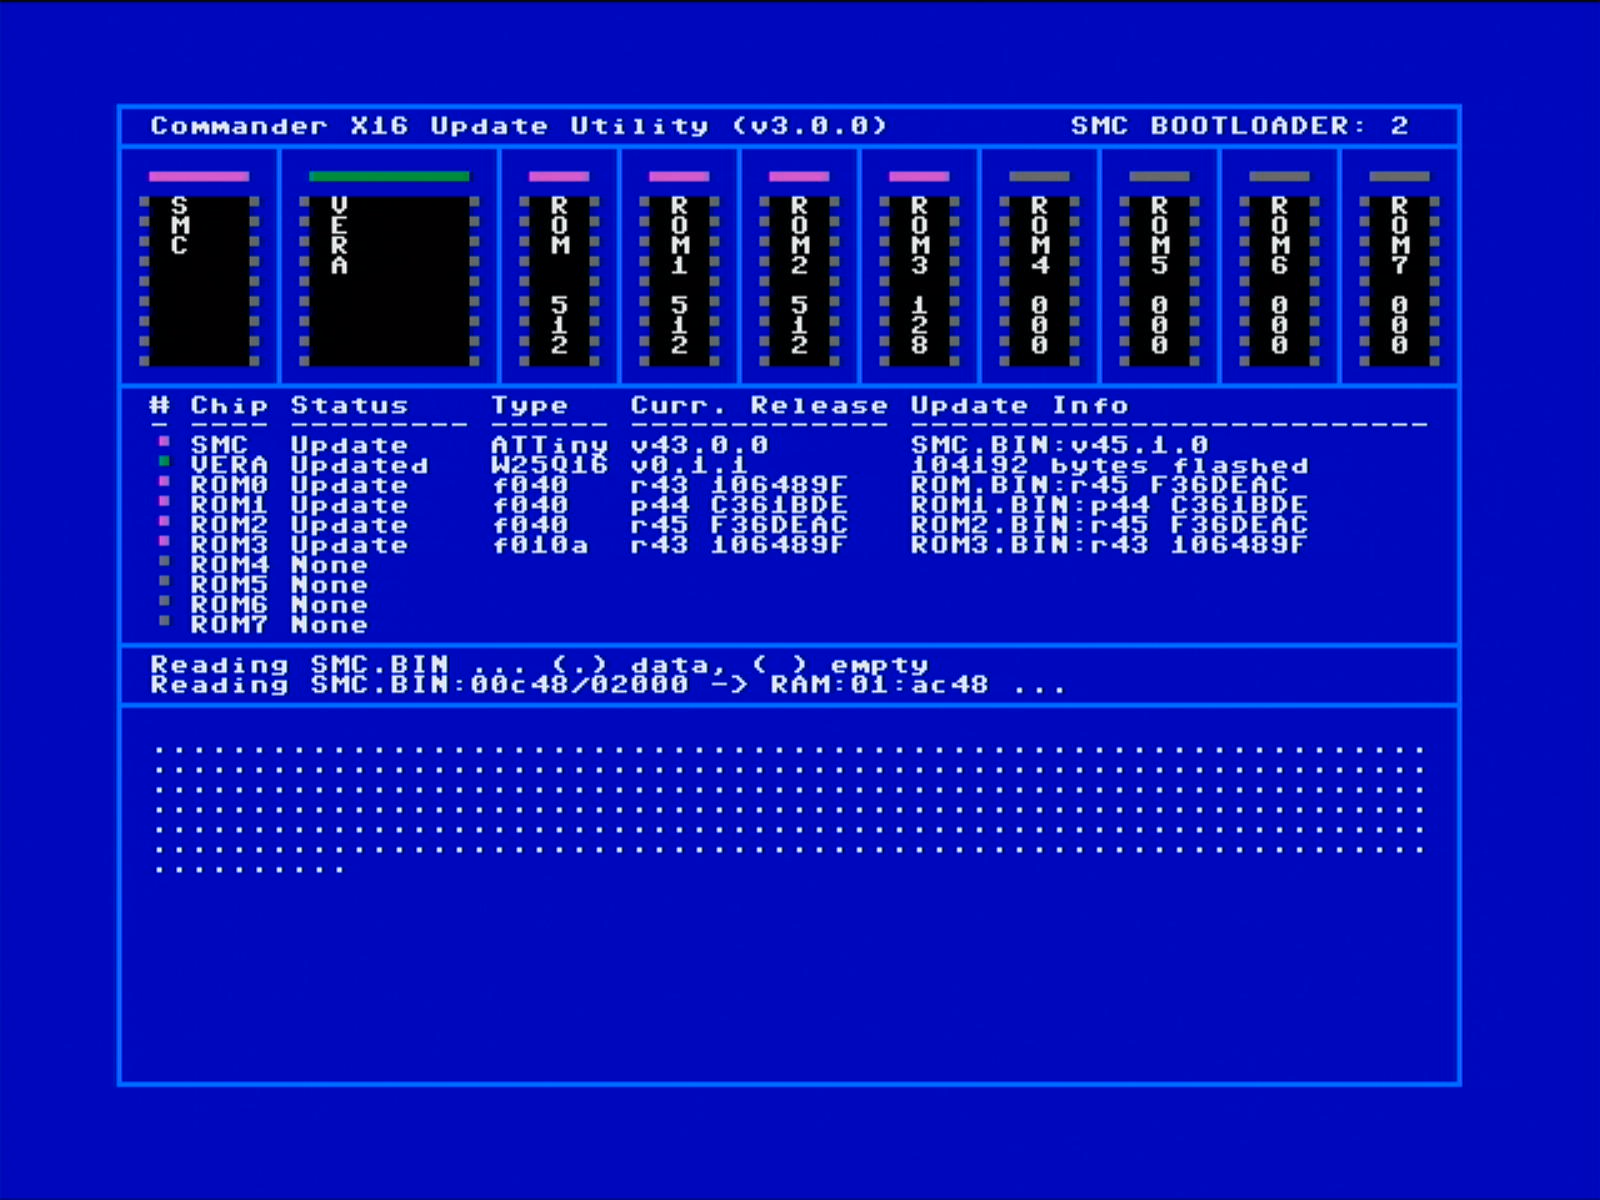 Commander X16 Update Utility (v3.0.0) SMC BOOTLOADER: 2
SMC
VERA
ROM 512
ROM1 512
ROM2 512
ROM3 128
ROM4 000
ROM5 000
ROM6 000
ROM7 000
# Chip Status Type Curr. Release Update Info
- ---- --------- ------ ------------- --------------------------
SMC Update ATTiny v43.0.0 SMC.BIN:v45.1.0
VERA Updated W25Q16 v0.1.1 104192 bytes flashed
ROM0 Update f040 r43 106489F ROM.BIN:r45 F36DEAC
ROM1 Update f040 p44 C361BDE ROM1.BIN:p44 C361BDE
ROM2 Update f040 r45 F36DEAC ROM2.BIN:r45 F36DEAC
ROM3 Update f010a r43 106489F ROM3.BIN:r43 106489F
ROM4 None
ROM5 None
ROM6 None
ROM7 None
Reading SMC.BIN ... (.) data, ( ) empty
Reading SMC.BIN:00c48/02000 -> RAM:01:ac48 ...
................................................................
................................................................
................................................................
................................................................
................................................................
................................................................
..........